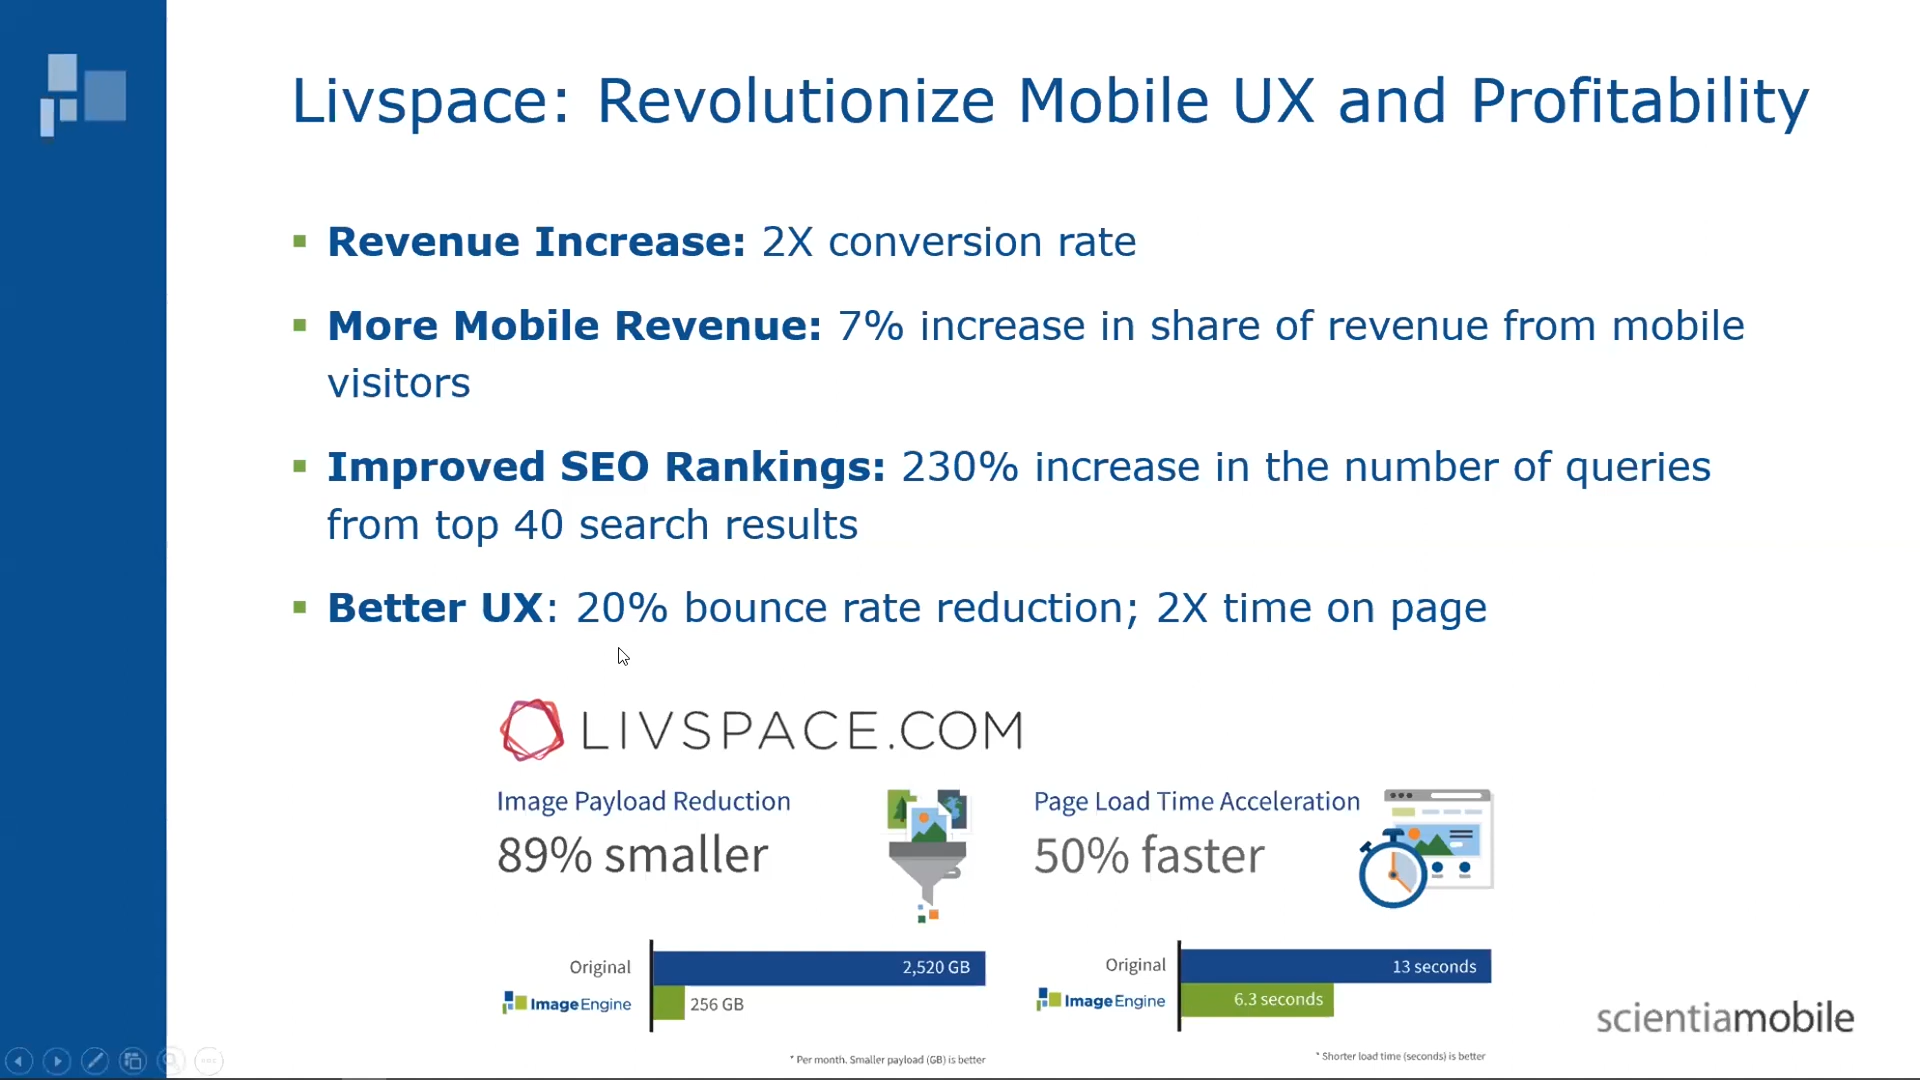 Livspace: Revolutionize Mobile UX and Profitability
Revenue Increase: 2X conversion rate
More Mobile Revenue: 7% increase in share of revenue from mobile
visitors
Improved SEO Rankings: 230% increase in the number of queries
from top 40 search results
Better UX: 20% bounce rate reduction; 2X time on page
LIVSPACE.COM
Image Payload Reduction
89% smaller
Original
2,520 GB
ImageEngine
256 GB
* Per month. Smaller payload (GB) is better
Page Load Time Acceleration
50% faster
Original
13 seconds
ImageEngine
6.3 seconds
* Shorter load time (seconds) is better
scientiamobile